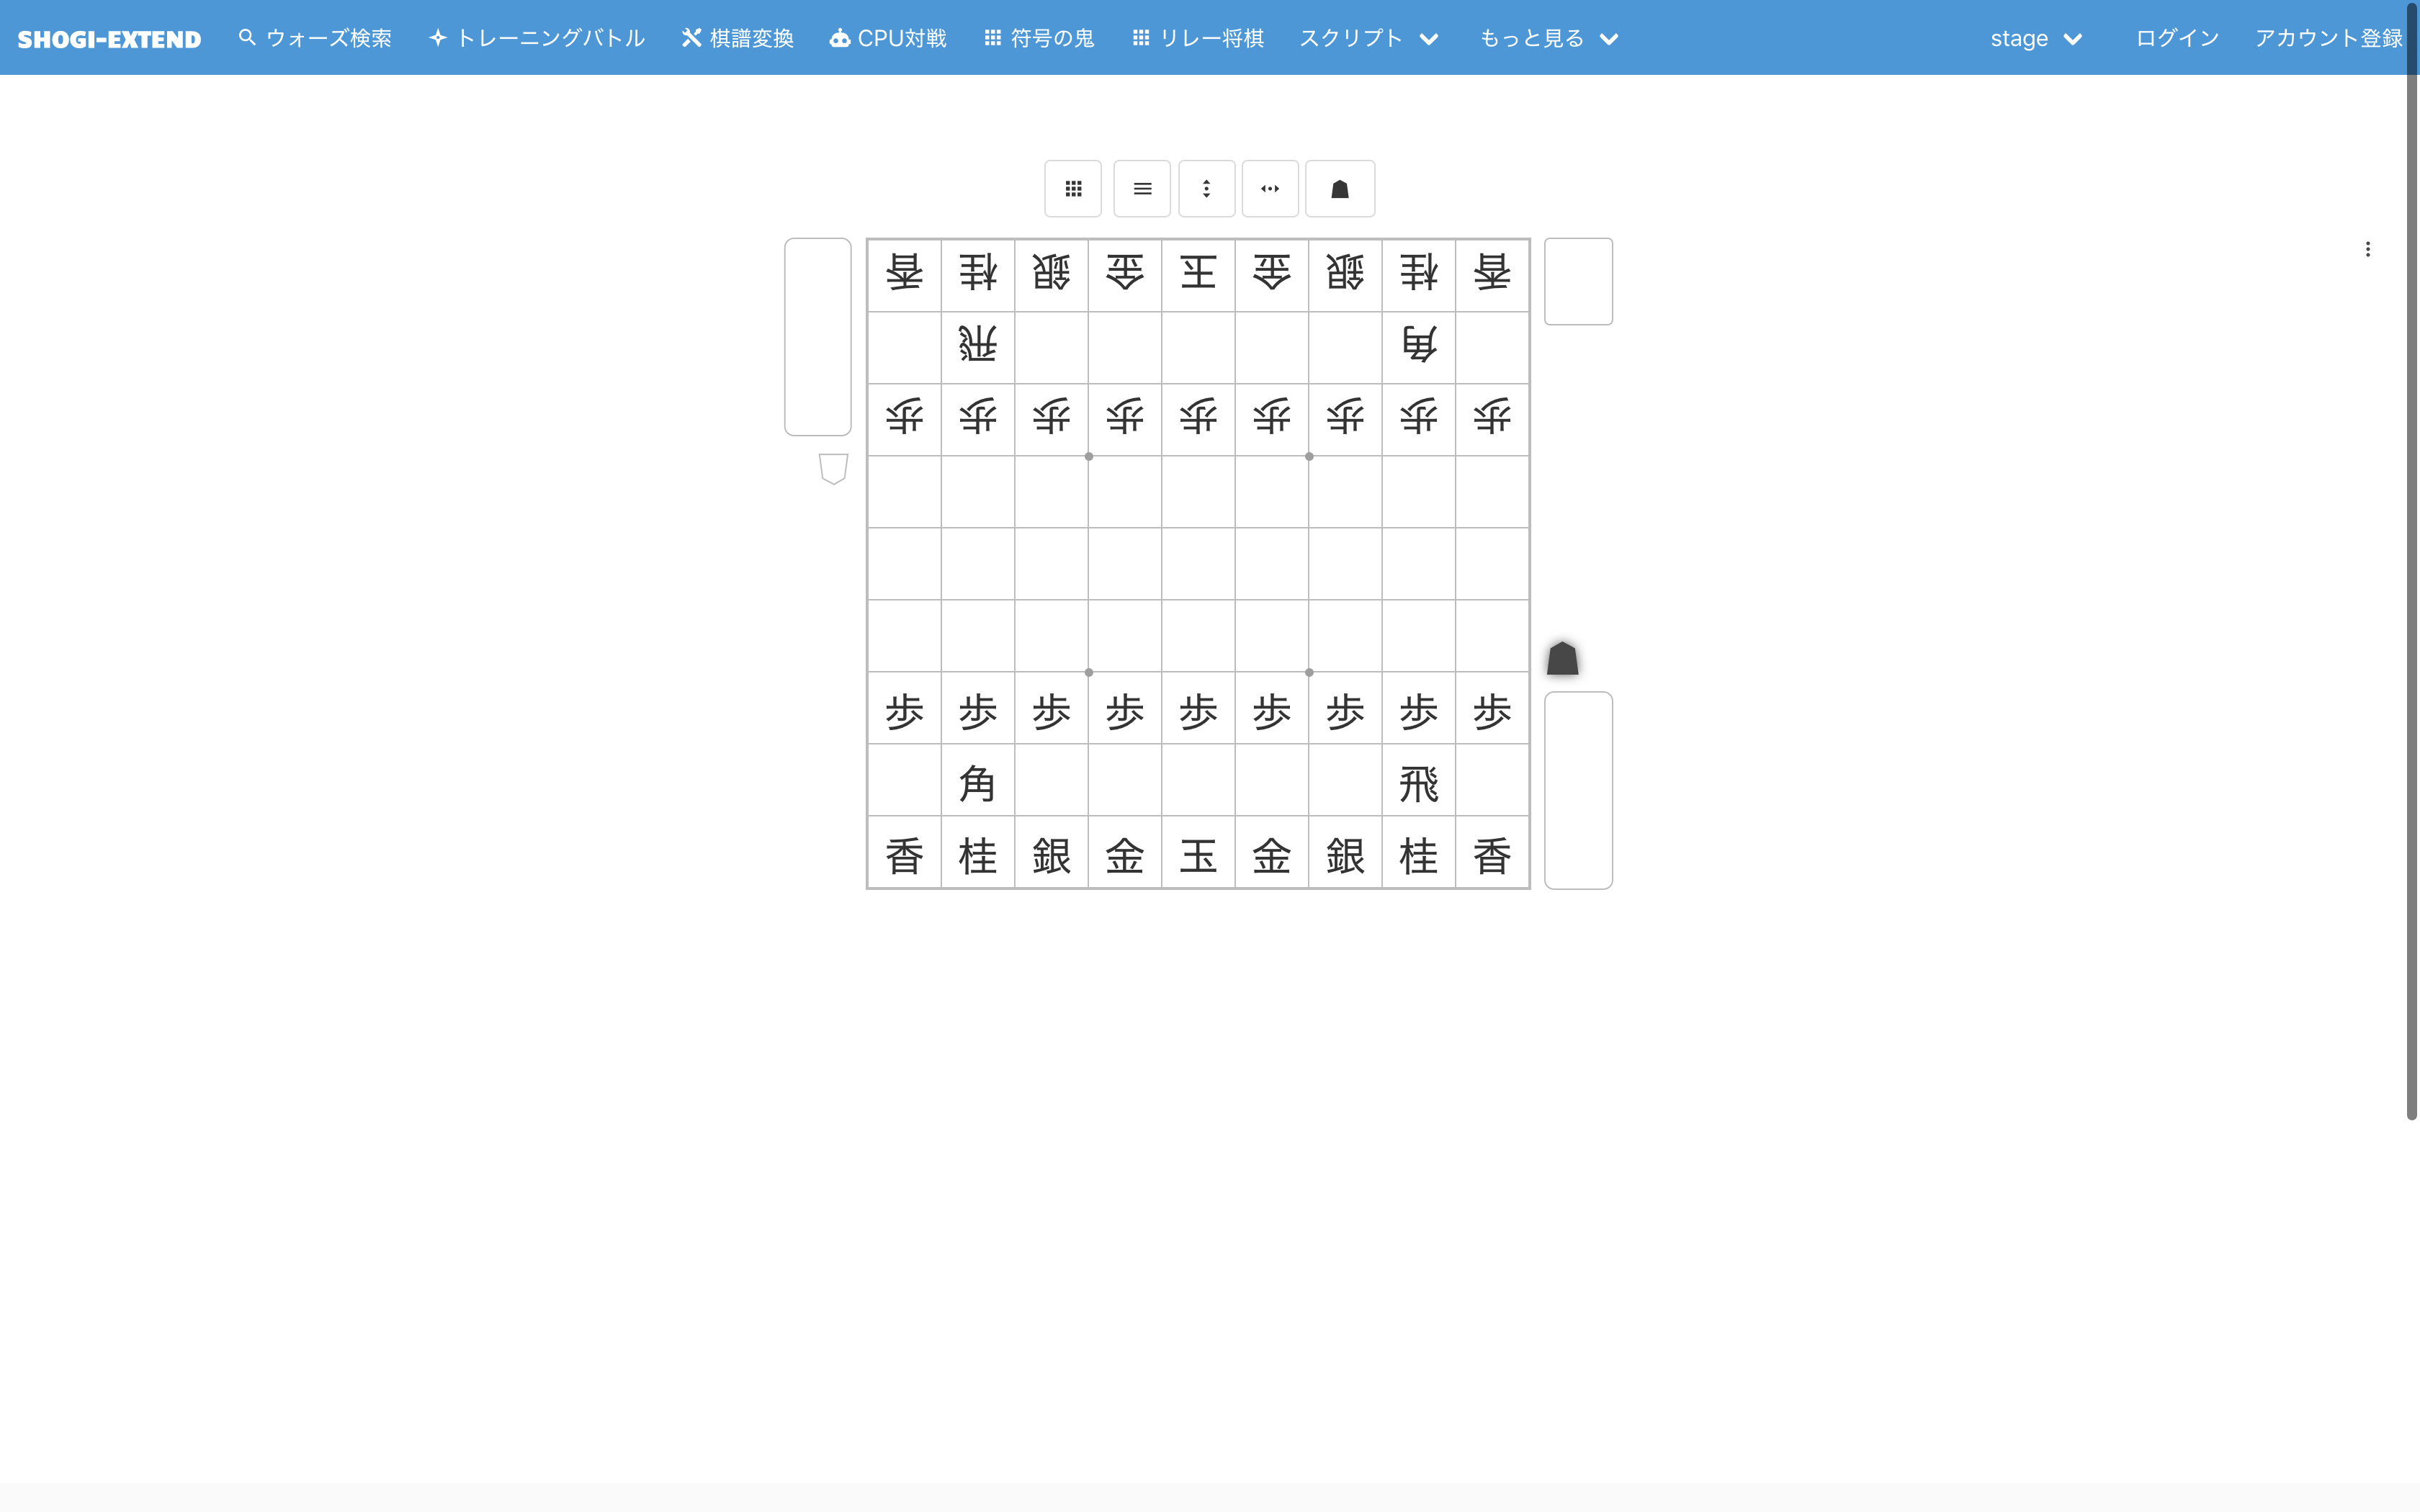 SHOGI-EXTEND ウォーズ検索 トレーニングバトル 棋譜変換 CPU対戦 符号の鬼 リレー将棋 スクリプト もっと見る stage ログイン アカウント登録
香 桂 銀 金 王 金 銀 桂 香
飛 角
歩 歩 歩 歩 歩 歩 歩 歩 歩
歩 歩 歩 歩 歩 歩 歩 歩 歩
角 飛
香 桂 銀 金 玉 金 銀 桂 香